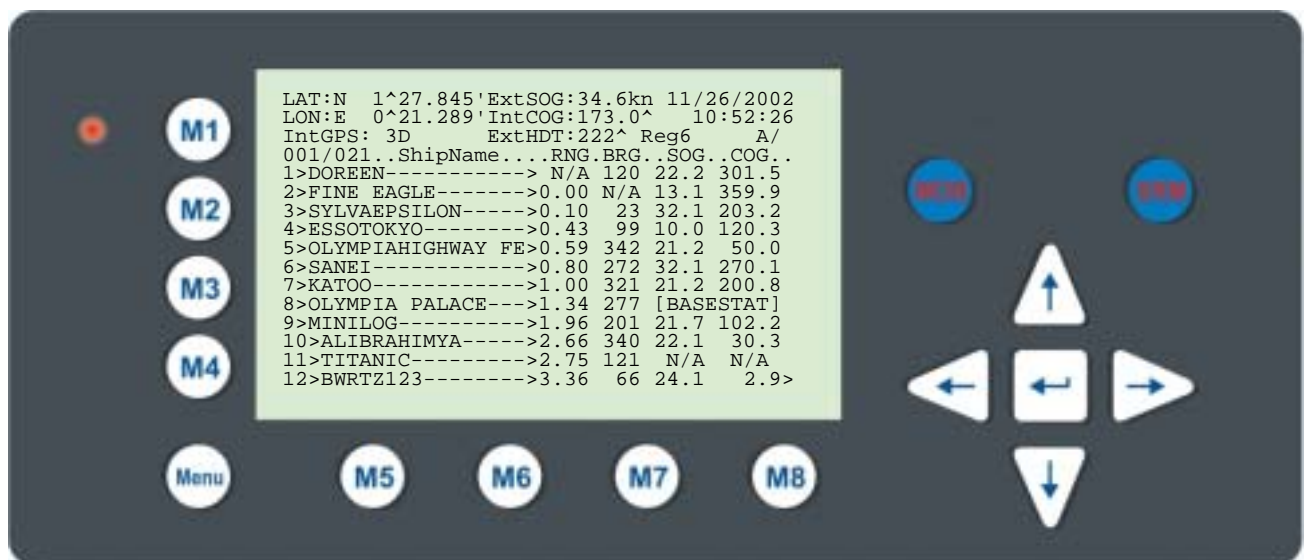 LAT:N  1^27.845'ExtSOG:34.6kn 11/26/2002
LON:E  0^21.289'IntCOG:173.0^   10:52:26
IntGPS: 3D      ExtHDT:222^ Reg6     A/
001/021..ShipName....RNG.BRG..SOG..COG..
1>DOREEN-----------> N/A 120 22.2 301.5
2>FINE EAGLE------->0.00 N/A 13.1 359.9
3>SYLVAEPSILON----->0.10  23 32.1 203.2
4>ESSOTOKYO-------->0.43  99 10.0 120.3
5>OLYMPIAHIGHWAY FE>0.59 342 21.2  50.0
6>SANEI------------>0.80 272 32.1 270.1
7>KATOO------------>1.00 321 21.2 200.8
8>OLYMPIA PALACE--->1.34 277 [BASESTAT]
9>MINILOG---------->1.96 201 21.7 102.2
10>ALIBRAHIMYA----->2.66 340 22.1  30.3
11>TITANIC--------->2.75 121  N/A  N/A
12>BWRTZ123-------->3.36  66 24.1   2.9>
M1
M2
M3
M4
Menu
M5
M6
M7
M8